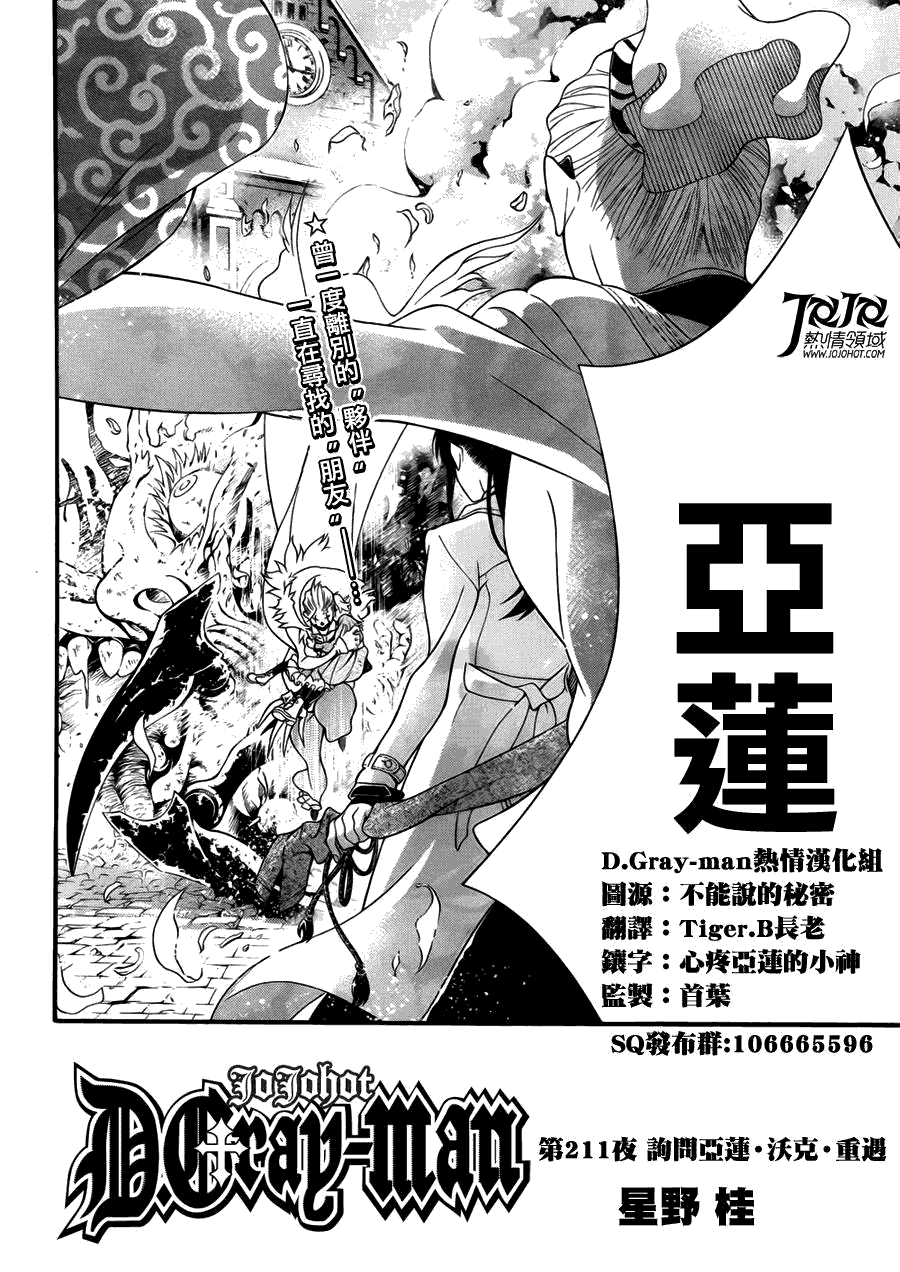 ☆曾一度離別的"夥伴"
一直在尋找的"朋友"——……
JOJO
熱情領域
WWW.JOJOHOT.COM
亞蓮
D.Gray-man熱情漢化組
圖源：不能說的秘密
翻譯：Tiger.B長老
鑲字：心疼亞蓮的小神
監製：首葉
SQ發布群:106665596
JoJohot
D.Gray-man
第211夜 詢問亞蓮·沃克·重遇
星野 桂